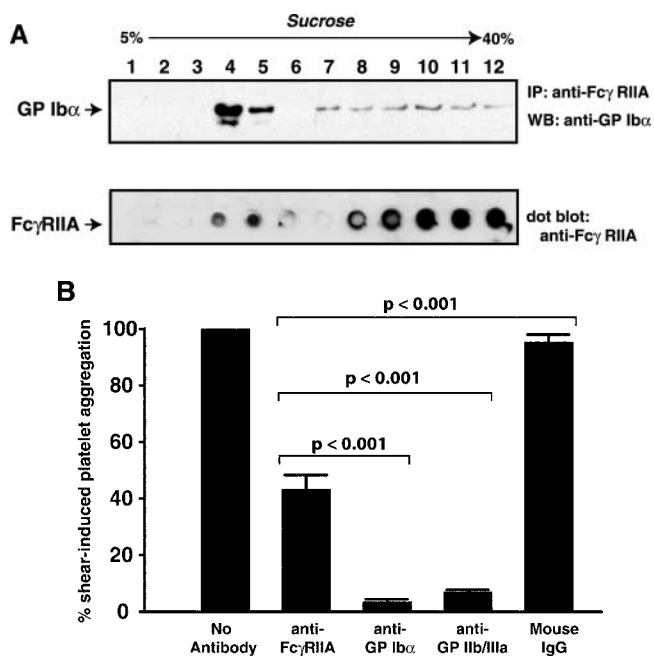 A
Sucrose
5% 40%
1 2 3 4 5 6 7 8 9 10 11 12
GP Ibα
IP: anti-Fcγ RIIA
WB: anti-GP Ibα
FcγRIIA
dot blot:
anti-Fcγ RIIA
B
% shear-induced platelet aggregation
100
80
60
40
20
0
p < 0.001
p < 0.001
p < 0.001
No
Antibody
anti-
FcγRIIA
anti-
GP Ibα
anti-
GP IIb/IIIa
Mouse
IgG